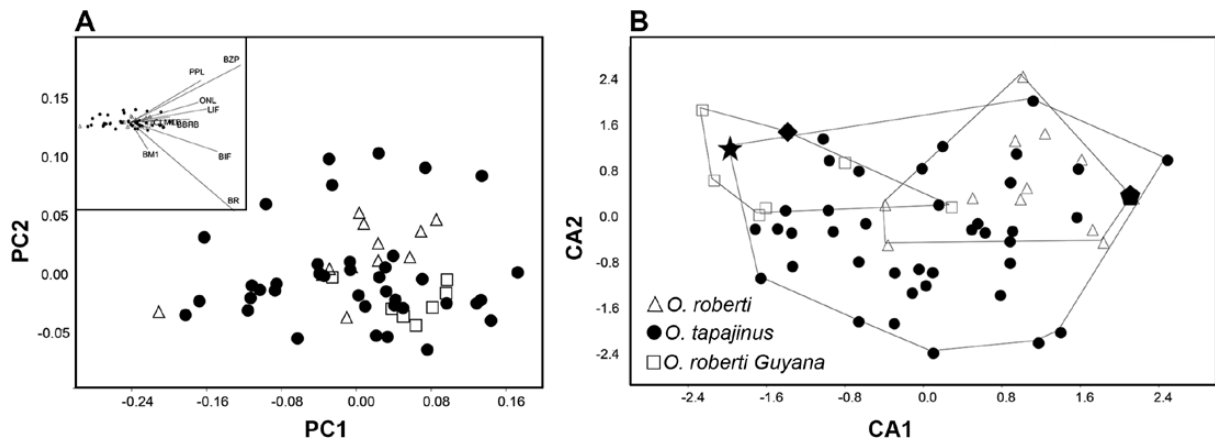 A
BZP
PPL
ONL
LIF
BIF
BM1
BR
0.15
0.10
0.05
0.00
-0.05
PC2
-0.24
-0.16
-0.08
0.00
0.08
0.16
PC1
B
2.4
1.6
0.8
0.0
-0.8
-1.6
-2.4
CA2
O. roberti
O. tapajinus
O. roberti Guyana
-2.4
-1.6
-0.8
0.0
0.8
1.6
2.4
CA1